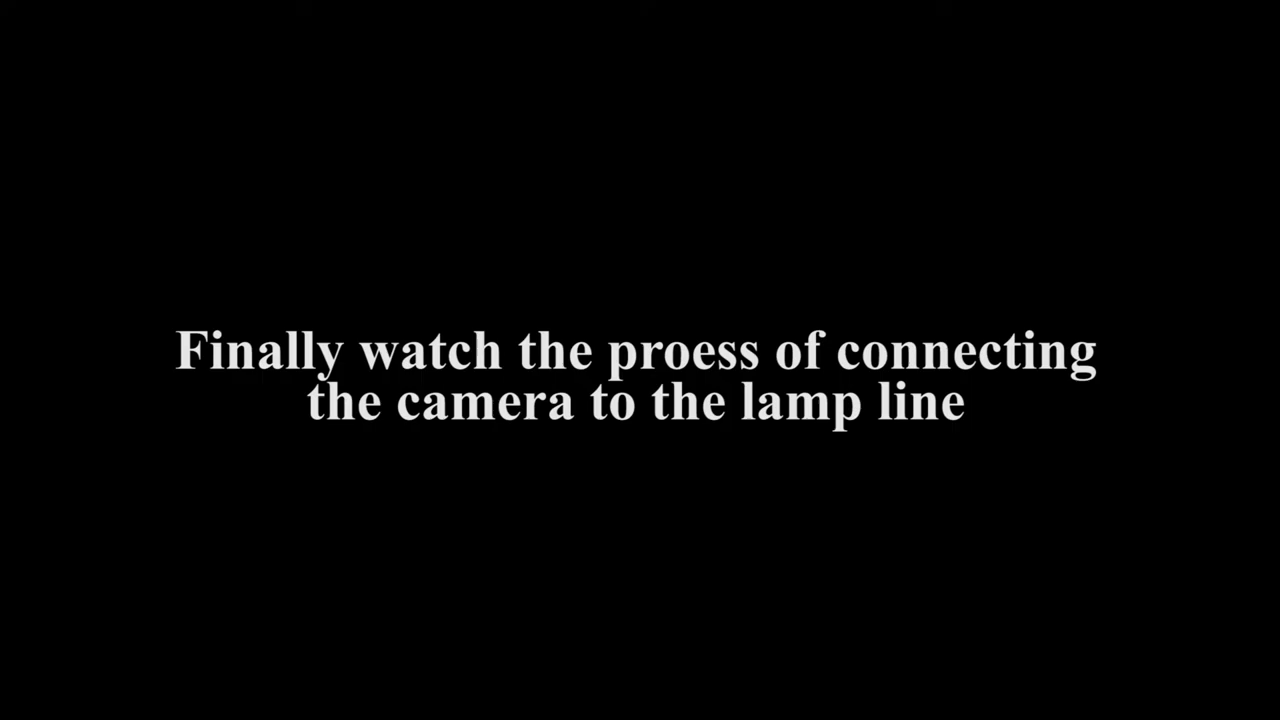 Finally watch the proess of connecting
the camera to the lamp line